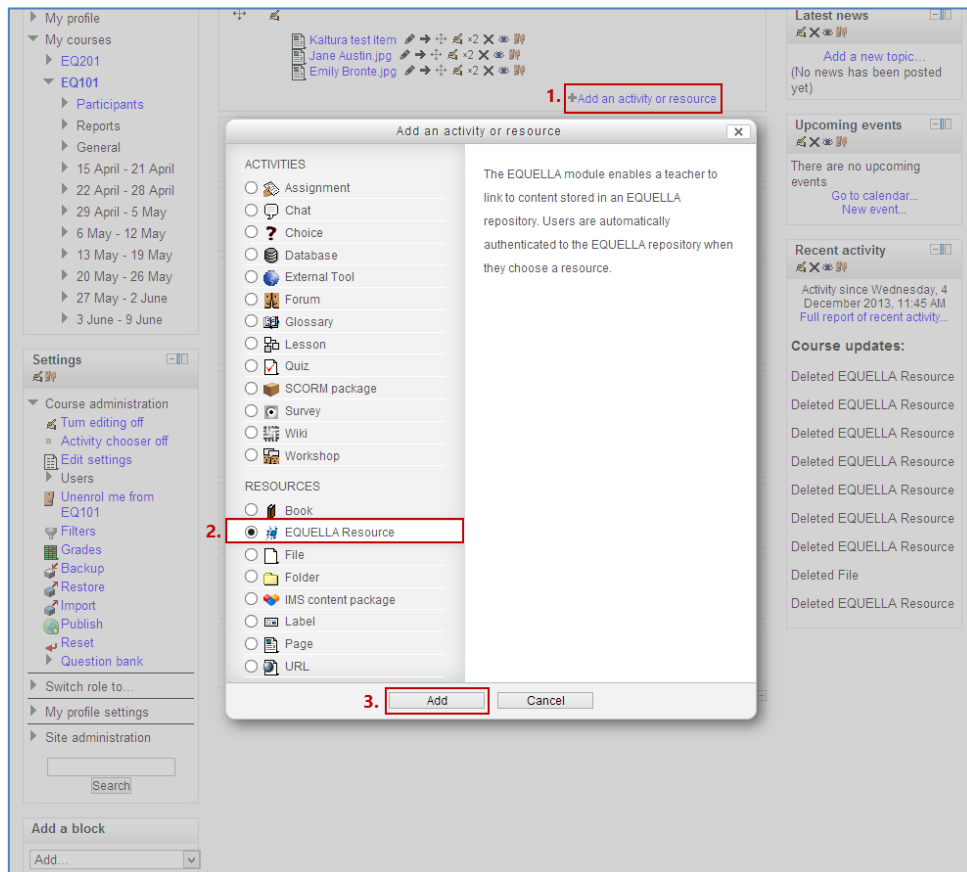 My profile
My courses
EQ201
EQ101
Participants
Reports
General
15 April - 21 April
22 April - 28 April
29 April - 5 May
6 May - 12 May
13 May - 19 May
20 May - 26 May
27 May - 2 June
3 June - 9 June
Settings
Course administration
Turn editing off
Activity chooser off
Edit settings
Users
Unenrol me from
EQ101
Filters
Grades
Backup
Restore
Import
Publish
Reset
Question bank
Switch role to...
My profile settings
Site administration
Search
Add a block
Add...
Kaltura test item ×2
Jane Austin.jpg ×2
Emily Bronte.jpg ×2
1. Add an activity or resource
Add an activity or resource
ACTIVITIES
Assignment
Chat
Choice
Database
External Tool
Forum
Glossary
Lesson
Quiz
SCORM package
Survey
Wiki
Workshop
RESOURCES
Book
2. EQUELLA Resource
File
Folder
IMS content package
Label
Page
URL
The EQUELLA module enables a teacher to
link to content stored in an EQUELLA
repository. Users are automatically
authenticated to the EQUELLA repository when
they choose a resource.
3. Add Cancel
Latest news
Add a new topic...
(No news has been posted
yet)
Upcoming events
There are no upcoming
events
Go to calendar...
New event...
Recent activity
Activity since Wednesday, 4
December 2013, 11:45 AM
Full report of recent activity...
Course updates:
Deleted EQUELLA Resource
Deleted EQUELLA Resource
Deleted EQUELLA Resource
Deleted EQUELLA Resource
Deleted EQUELLA Resource
Deleted EQUELLA Resource
Deleted EQUELLA Resource
Deleted File
Deleted EQUELLA Resource